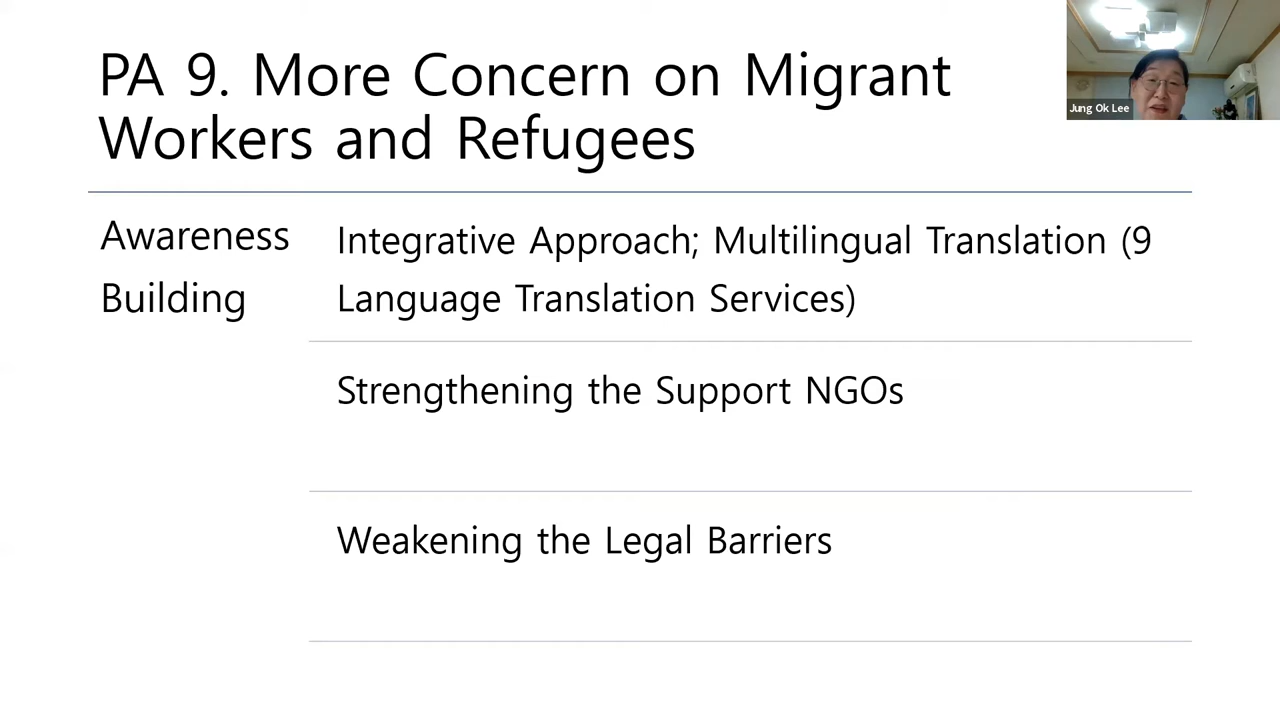 PA 9. More Concern on Migrant
Workers and Refugees
Jung Ok Lee
Awareness
Building
Integrative Approach; Multilingual Translation (9
Language Translation Services)
Strengthening the Support NGOs
Weakening the Legal Barriers